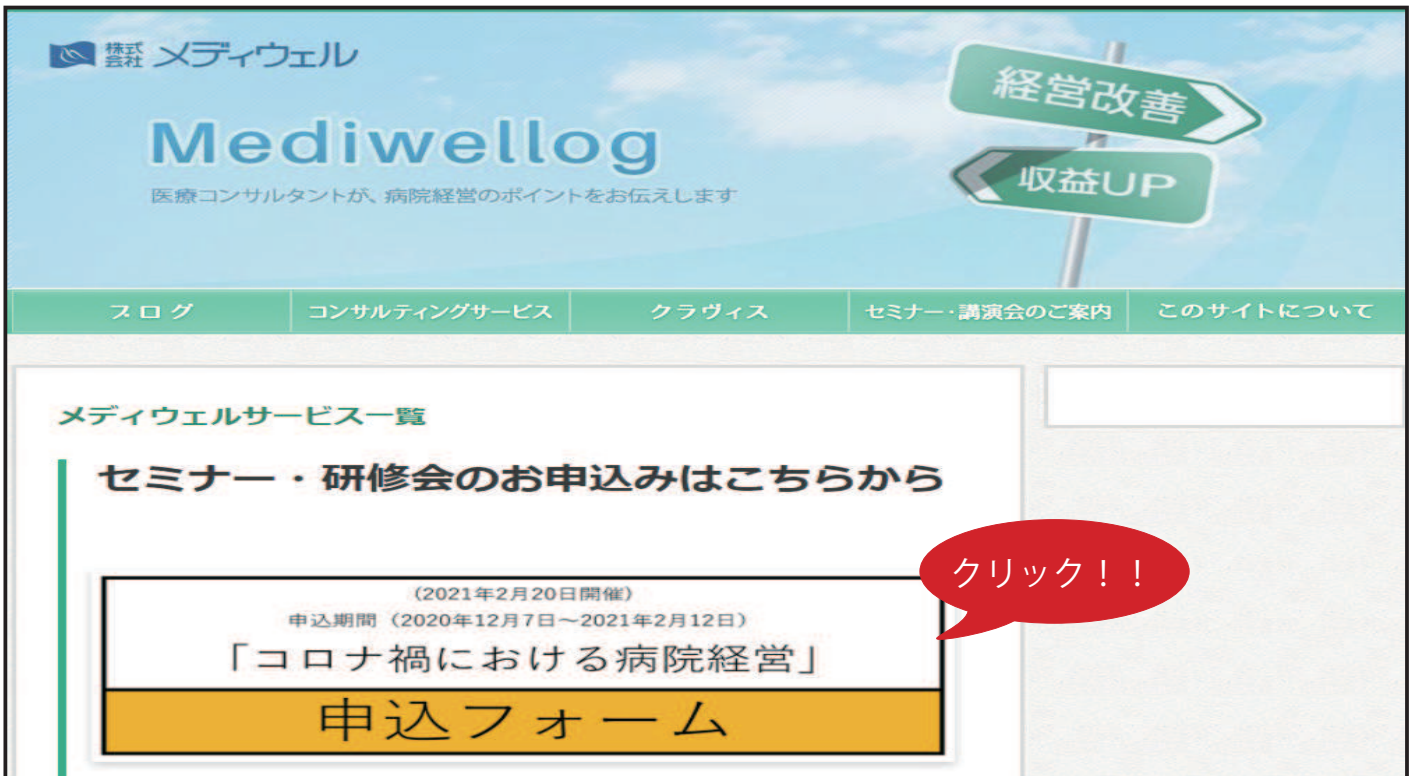 株式会社 メディウェル
経営改善
Mediwellog
収益UP
医療コンサルタントが、病院経営のポイントをお伝えします
ブログ コンサルティングサービス クラヴィス セミナー・講演会のご案内 このサイトについて
メディウェルサービス一覧
セミナー・研修会のお申込みはこちらから
クリック！！
(2021年2月20日開催)
申込期間（2020年12月7日～2021年2月12日）
「コロナ禍における病院経営」
申込フォーム